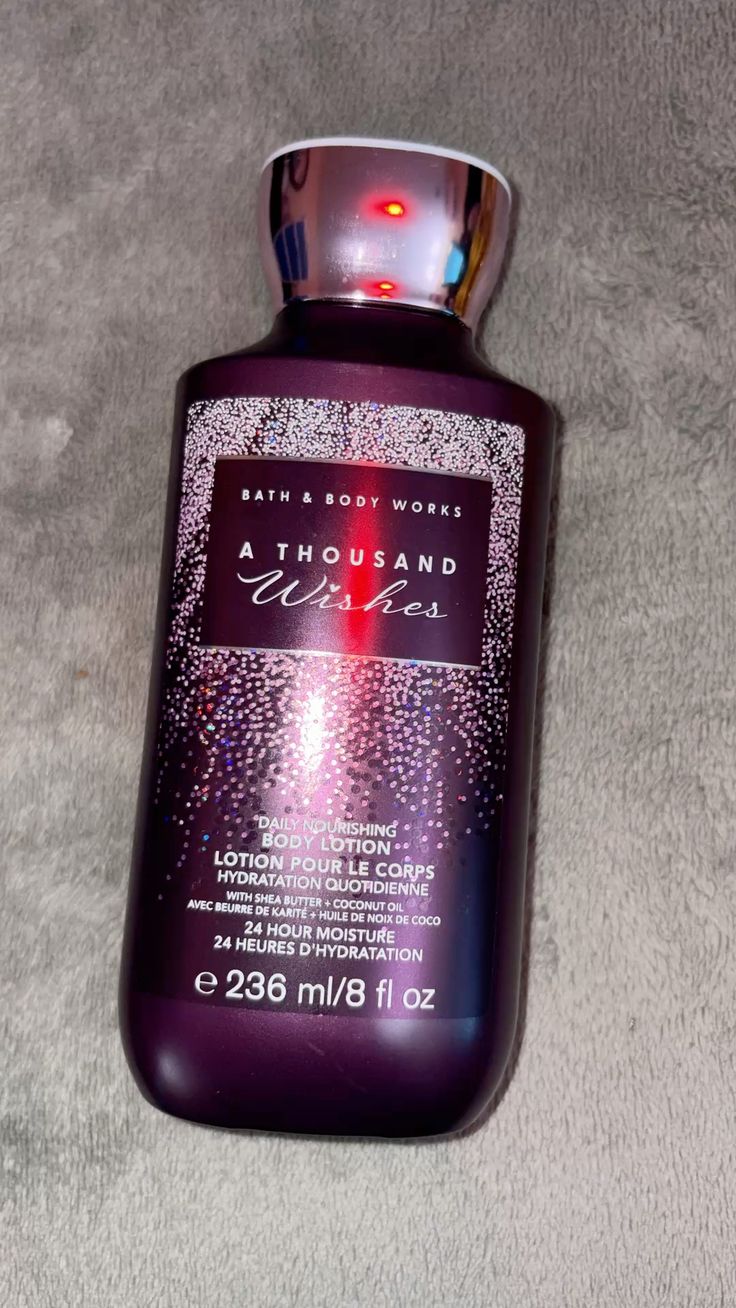 BATH & BODY WORKS
A THOUSAND
Wishes
DAILY NOURISHING
BODY LOTION
LOTION POUR LE CORPS
HYDRATATION QUOTIDIENNE
WITH SHEA BUTTER + COCONUT OIL
AVEC BEURRE DE KARITÉ + HUILE DE NOIX DE COCO
24 HOUR MOISTURE
24 HEURES D'HYDRATATION
℮ 236 ml/8 fl oz